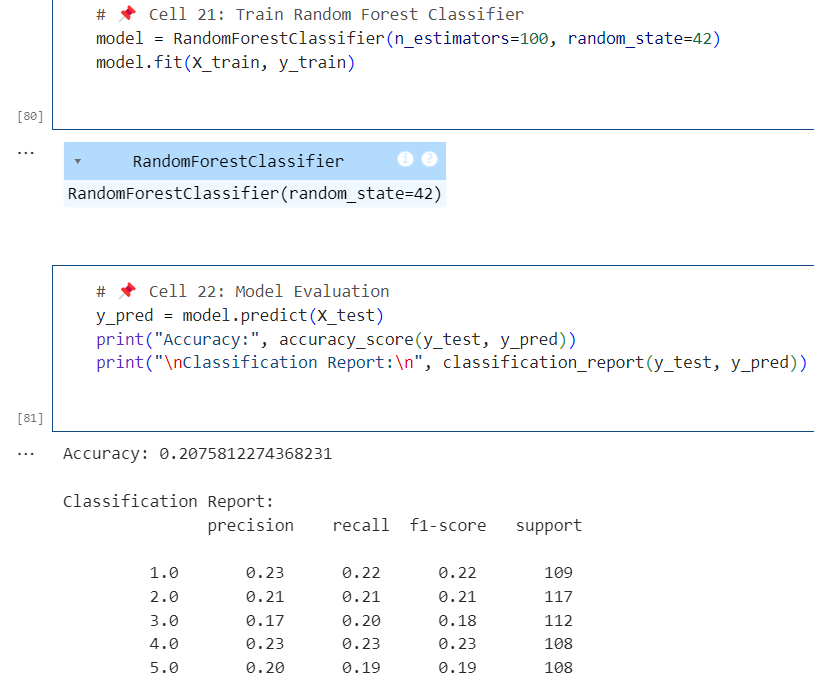 # 📌 Cell 21: Train Random Forest Classifier
model = RandomForestClassifier(n_estimators=100, random_state=42)
model.fit(X_train, y_train)
[80]
...
▾ RandomForestClassifier i ?
RandomForestClassifier(random_state=42)
# 📌 Cell 22: Model Evaluation
y_pred = model.predict(X_test)
print("Accuracy:", accuracy_score(y_test, y_pred))
print("\nClassification Report:\n", classification_report(y_test, y_pred))
[81]
...
Accuracy: 0.2075812274368231
Classification Report:
precision recall f1-score support
1.0 0.23 0.22 0.22 109
2.0 0.21 0.21 0.21 117
3.0 0.17 0.20 0.18 112
4.0 0.23 0.23 0.23 108
5.0 0.20 0.19 0.19 108